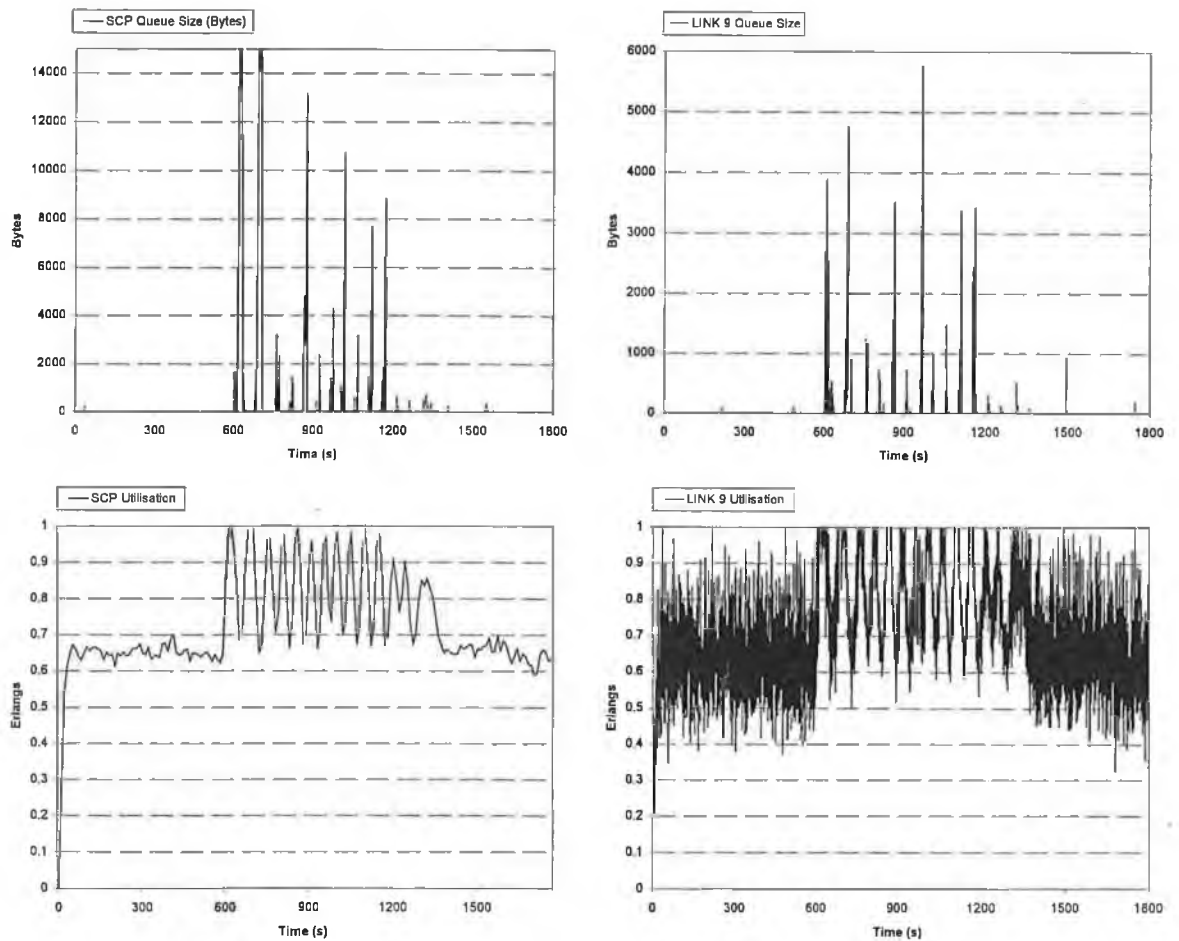 SCP Queue Size (Bytes)
14000
12000
10000
8000
6000
4000
2000
0
Bytes
0 300 600 900 1200 1500 1800
Tima (s)
LINK 9 Queue Size
6000
5000
4000
3000
2000
1000
0
Bytes
0 300 600 900 1200 1500 1800
Time (s)
SCP Utilisation
1
0.9
0.8
0.7
0.6
0.5
0.4
0.3
0.2
0.1
0
Erlangs
0 300 600 900 1200 1500
Time (s)
LINK 9 Utilisation
1
0.9
0.8
0.7
0.6
0.5
0.4
0.3
0.2
0.1
0
Erlangs
0 300 600 900 1200 1500 1800
Time (s)